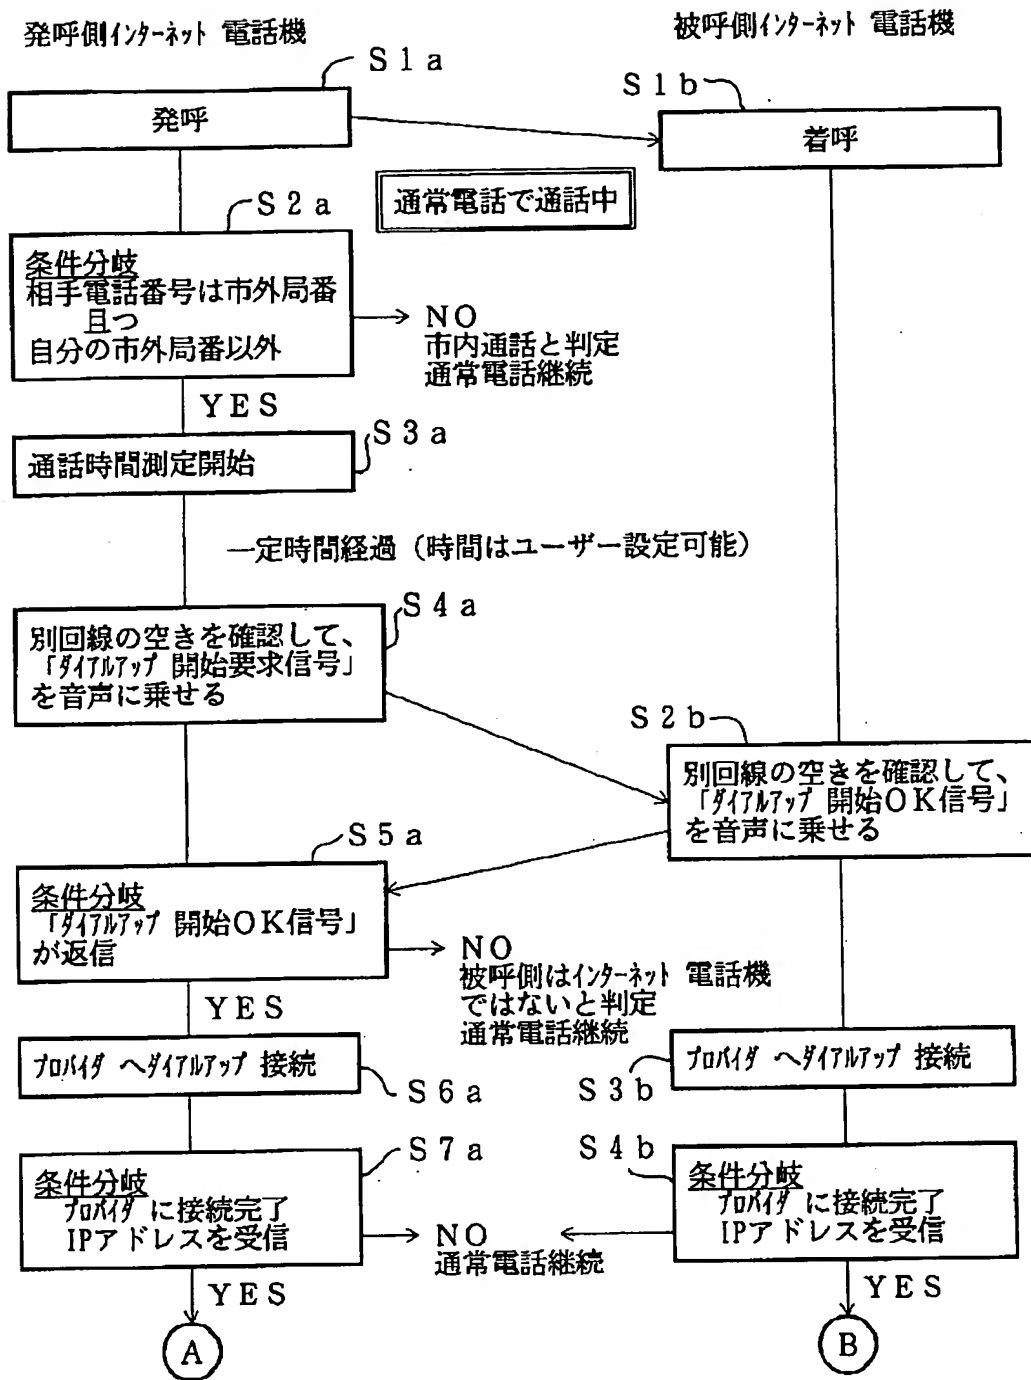 発呼側インターネット 電話機
被呼側インターネット 電話機
S1a
発呼
S1b
着呼
通常電話で通話中
S2a
条件分岐
相手電話番号は市外局番
且つ
自分の市外局番以外
NO
市内通話と判定
通常電話継続
YES
S3a
通話時間測定開始
一定時間経過（時間はユーザー設定可能）
S4a
別回線の空きを確認して、
「ダイアルアップ 開始要求信号」
を音声に乗せる
S2b
別回線の空きを確認して、
「ダイアルアップ 開始OK信号」
を音声に乗せる
S5a
条件分岐
「ダイアルアップ 開始OK信号」
が返信
NO
被呼側はインターネット 電話機
ではないと判定
通常電話継続
YES
プロバイダ へダイアルアップ 接続
S6a
プロバイダ へダイアルアップ 接続
S3b
S7a
条件分岐
プロバイダ に接続完了
IPアドレスを受信
NO
通常電話継続
S4b
条件分岐
プロバイダ に接続完了
IPアドレスを受信
YES
YES
A
B